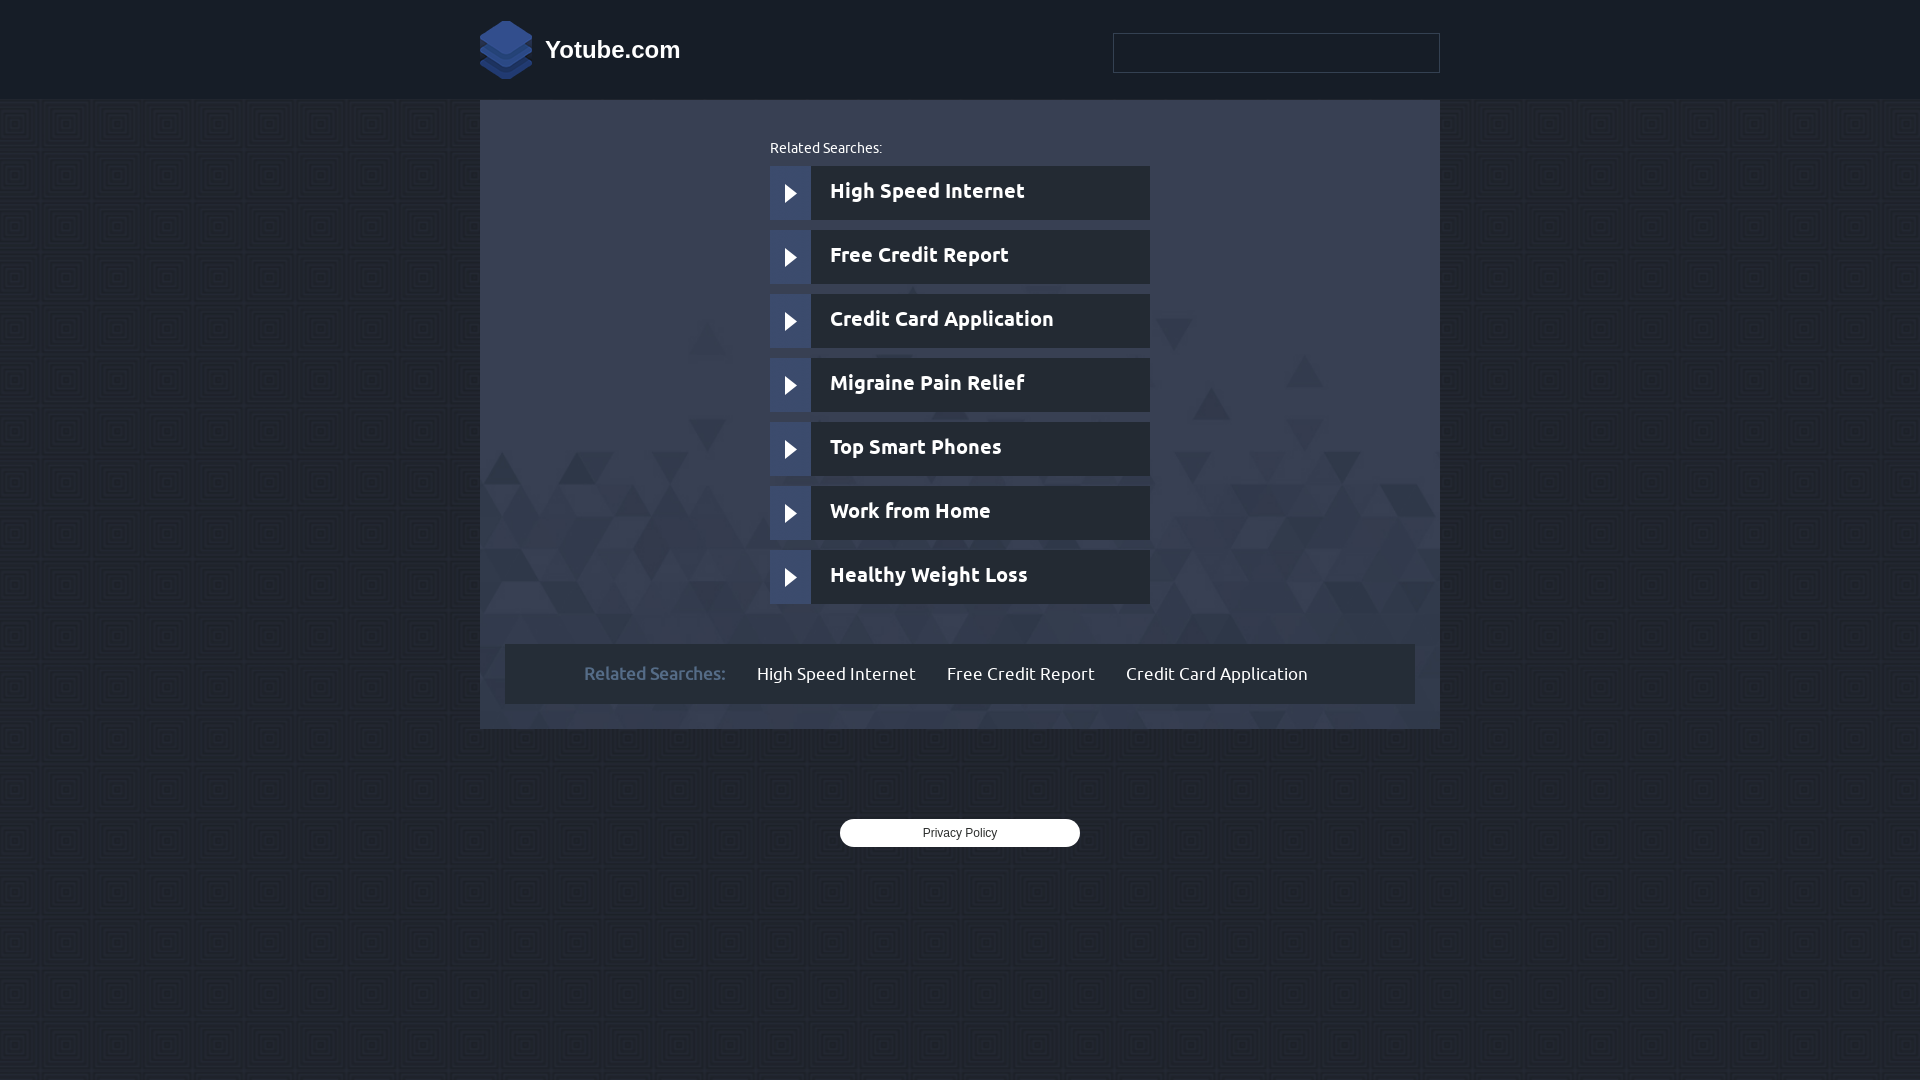 Yotube.com
Related Searches:
High Speed Internet
Free Credit Report
Credit Card Application
Migraine Pain Relief
Top Smart Phones
Work from Home
Healthy Weight Loss
Related Searches: High Speed Internet Free Credit Report Credit Card Application
Privacy Policy